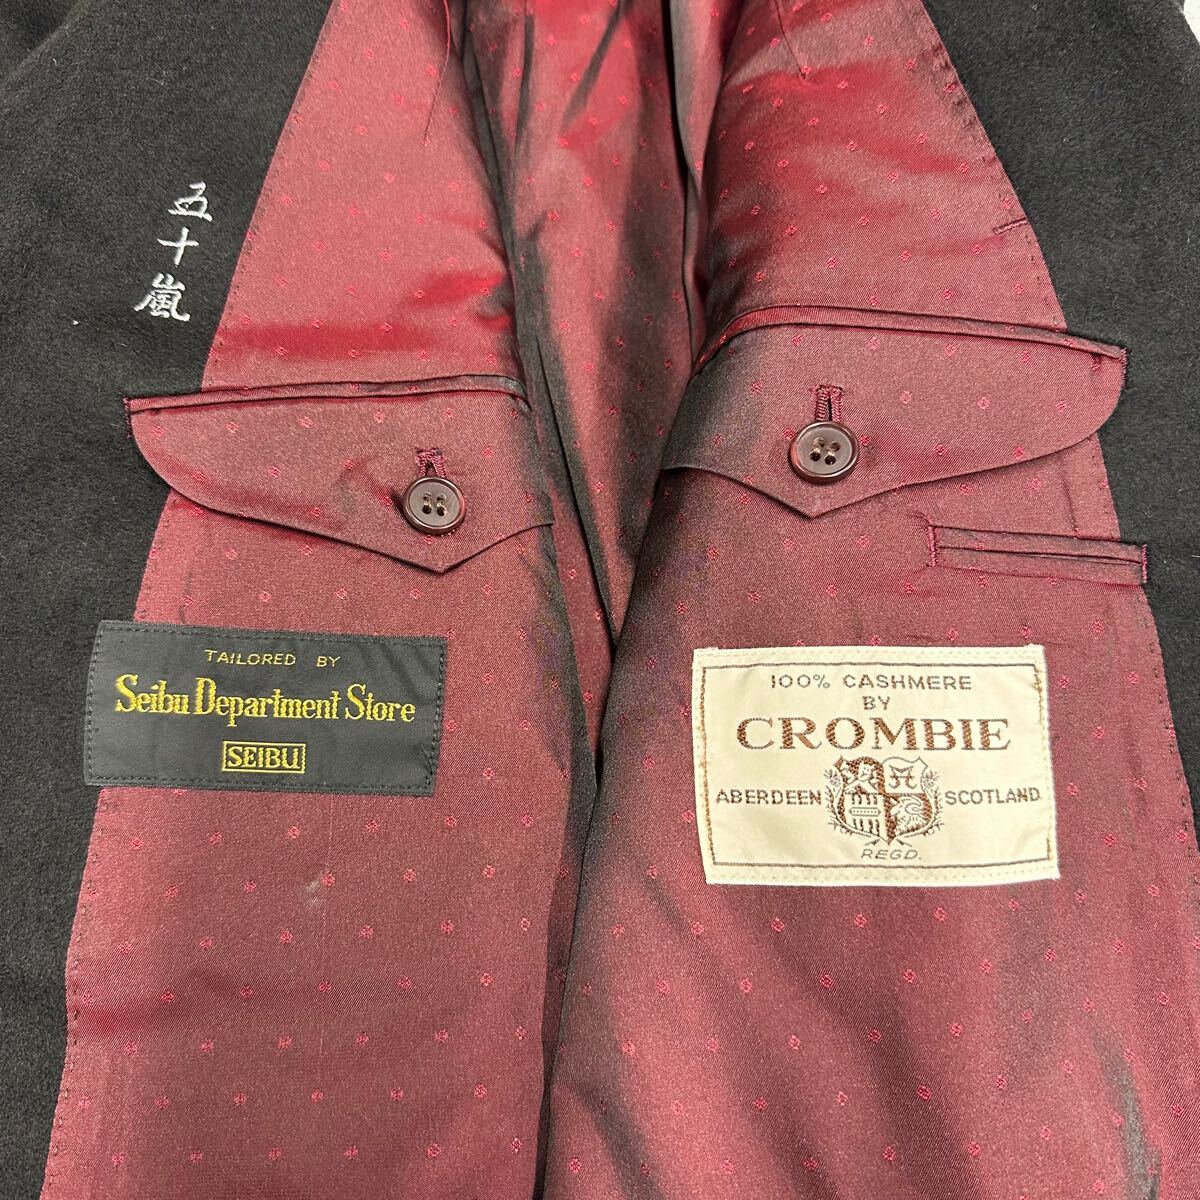 五十嵐
TAILORED BY
Seibu Department Store
SEIBU
100% CASHMERE
BY
CROMBIE
ABERDEEN SCOTLAND
REGD.